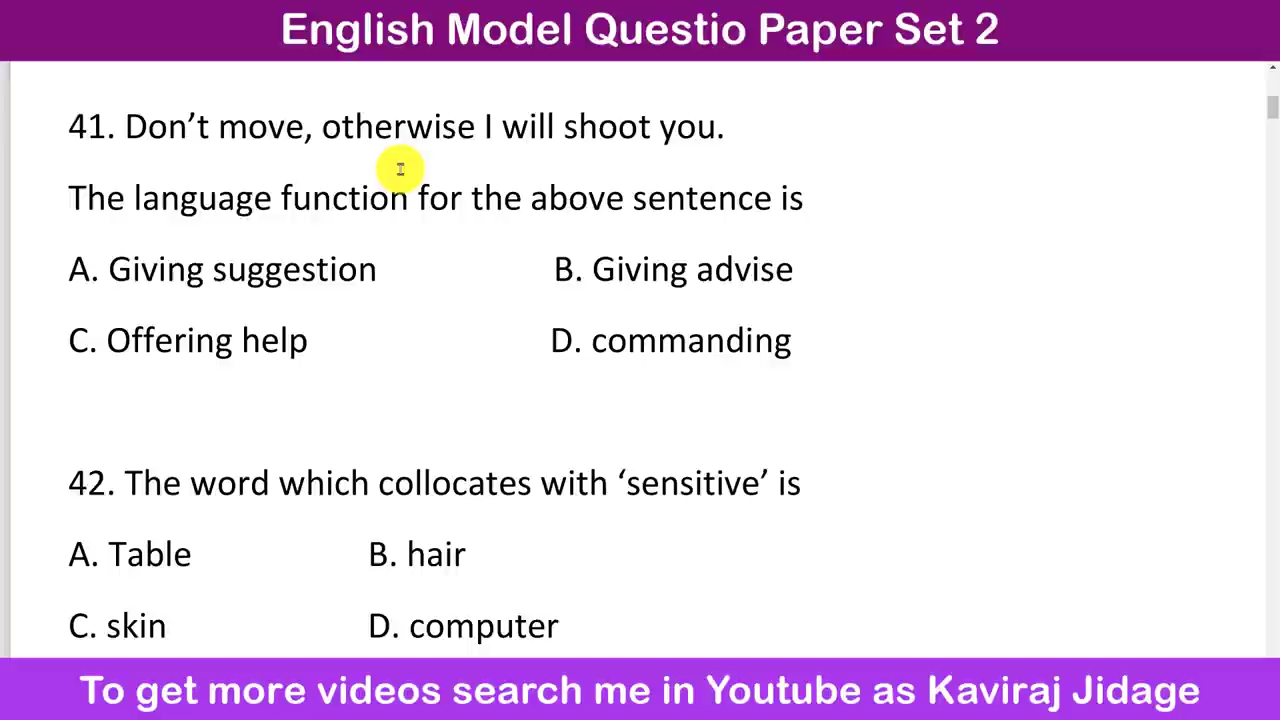 English Model Questio Paper Set 2
41. Don’t move, otherwise I will shoot you.
The language function for the above sentence is
A. Giving suggestion B. Giving advise
C. Offering help D. commanding
42. The word which collocates with ‘sensitive’ is
A. Table B. hair
C. skin D. computer
To get more videos search me in Youtube as Kaviraj Jidage